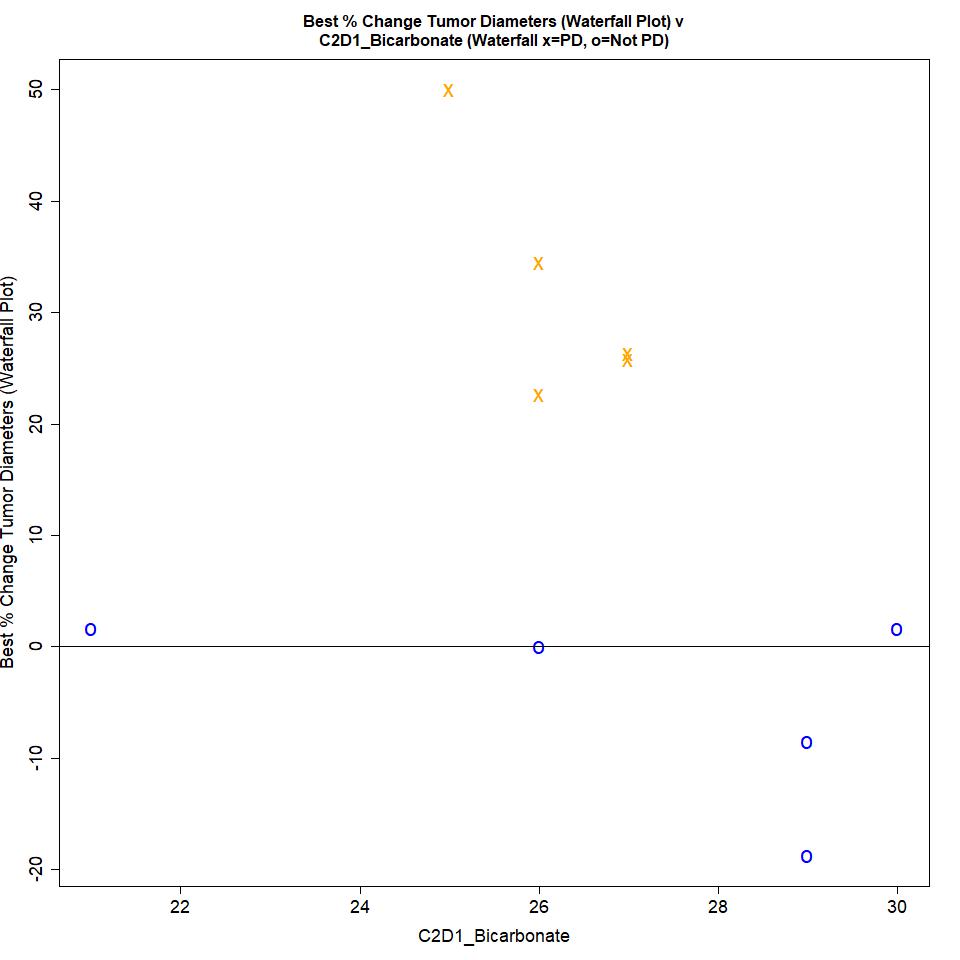 Best % Change Tumor Diameters (Waterfall Plot) v
C2D1_Bicarbonate (Waterfall x=PD, o=Not PD)
Best % Change Tumor Diameters (Waterfall Plot)
50
40
30
20
10
0
-10
-20
X
X
X
X
X
O
O
O
O
O
22 24 26 28 30
C2D1_Bicarbonate